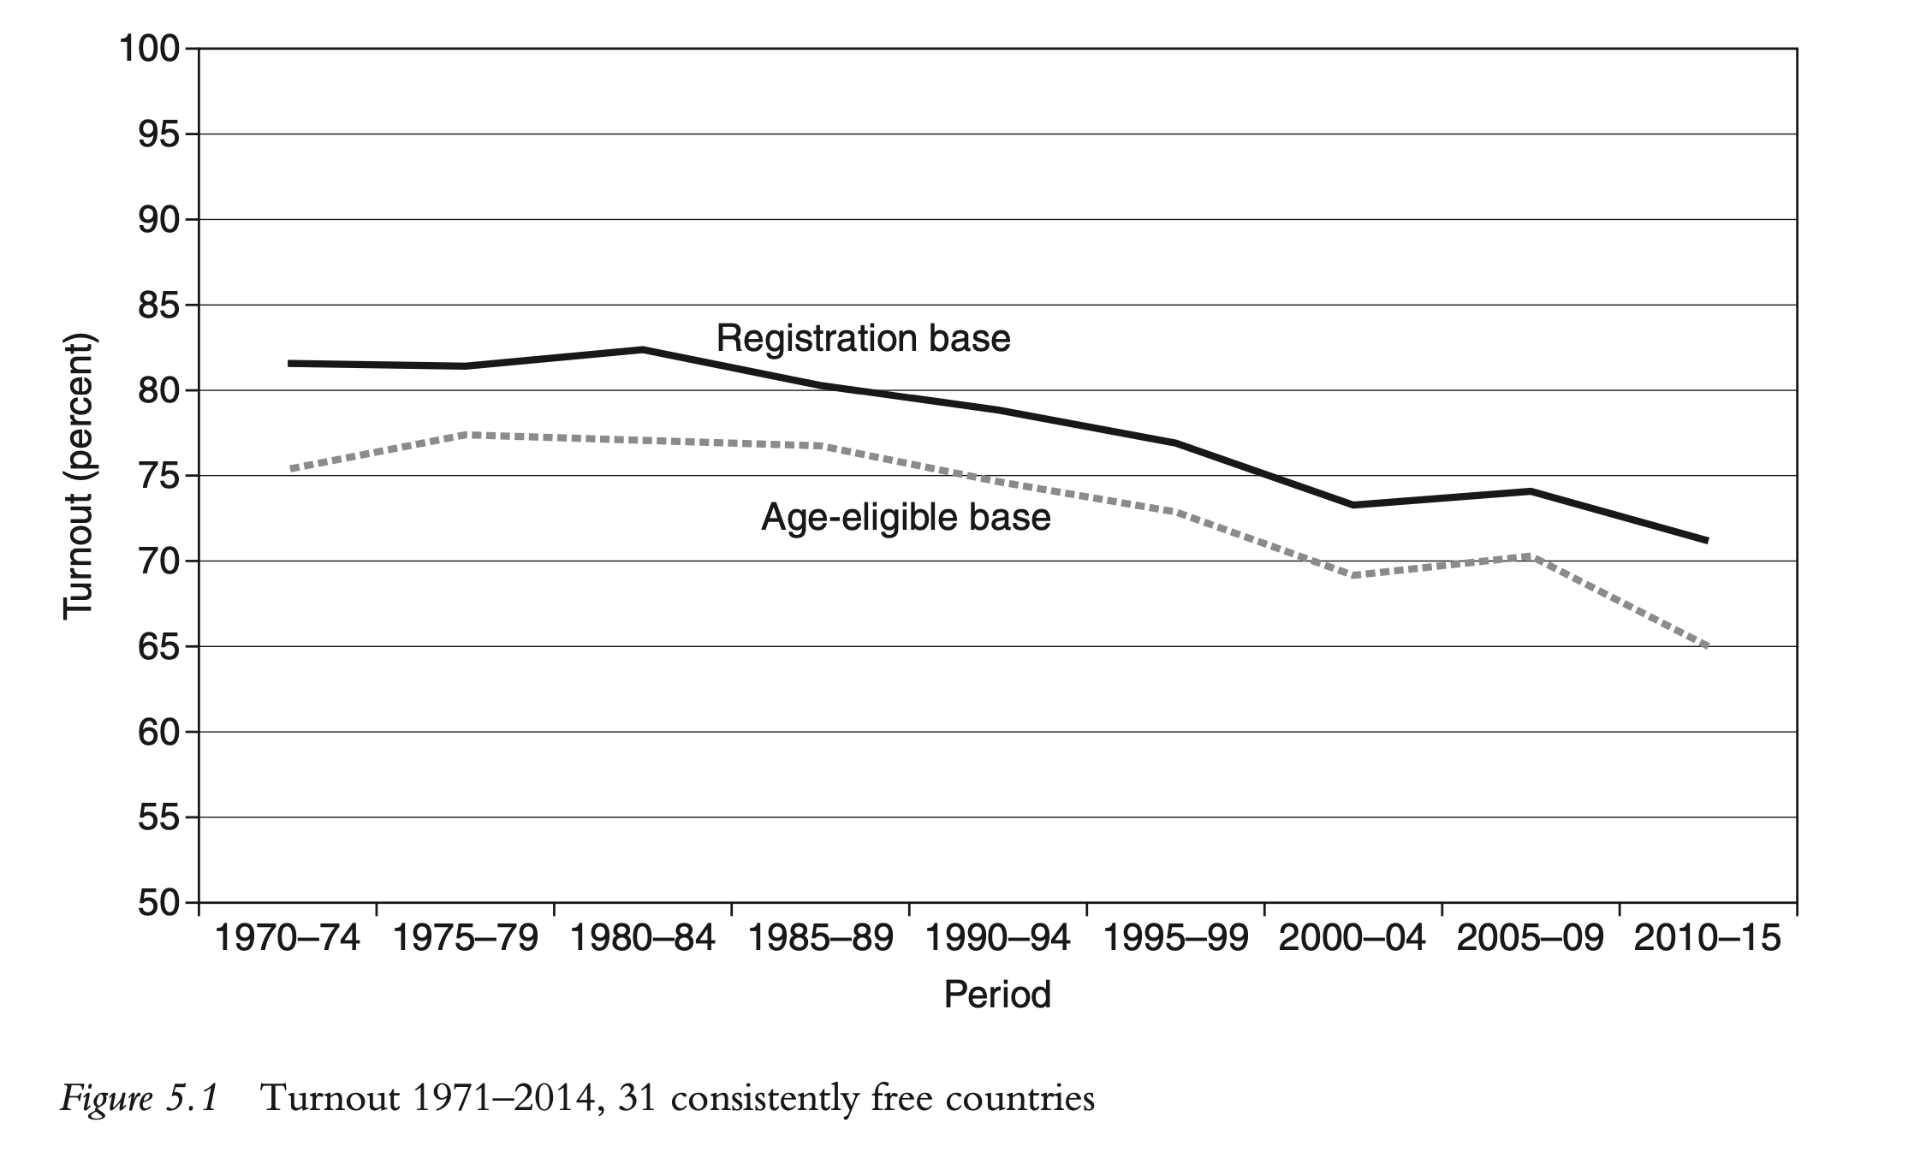 100
95
90
85
80
75
70
65
60
55
50
Turnout (percent)
Registration base
Age-eligible base
1970–74 1975–79 1980–84 1985–89 1990–94 1995–99 2000–04 2005–09 2010–15
Period
Figure 5.1 Turnout 1971–2014, 31 consistently free countries